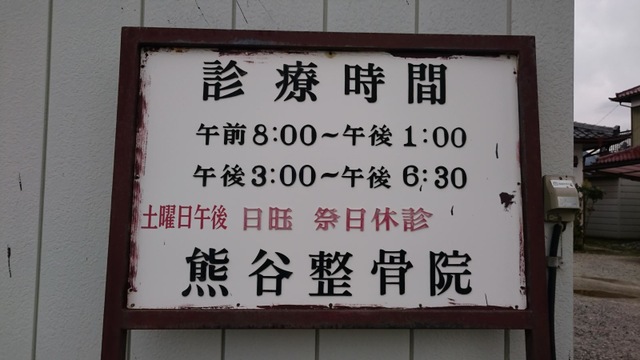 診療時間
午前8:00~午後1:00
午後3:00~午後6:30
土曜日午後 日 祭日休診
熊谷整骨院